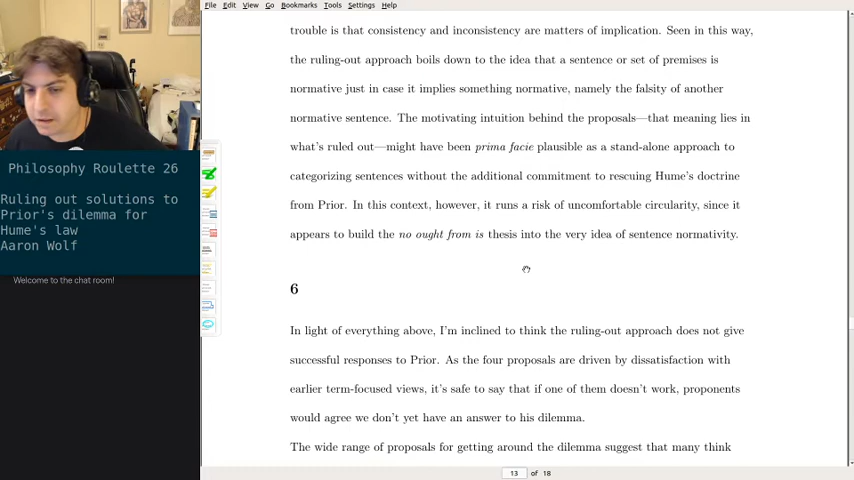 File Edit View Go Bookmarks Tools Settings Help
trouble is that consistency and inconsistency are matters of implication. Seen in this way,
the ruling-out approach boils down to the idea that a sentence or set of premises is
normative just in case it implies something normative, namely the falsity of another
normative sentence. The motivating intuition behind the proposals—that meaning lies in
what's ruled out—might have been prima facie plausible as a stand-alone approach to
categorizing sentences without the additional commitment to rescuing Hume's doctrine
from Prior. In this context, however, it runs a risk of uncomfortable circularity, since it
appears to build the no ought from is thesis into the very idea of sentence normativity.
6
In light of everything above, I'm inclined to think the ruling-out approach does not give
successful responses to Prior. As the four proposals are driven by dissatisfaction with
earlier term-focused views, it's safe to say that if one of them doesn't work, proponents
would agree we don't yet have an answer to his dilemma.
The wide range of proposals for getting around the dilemma suggest that many think
13 of 18
Philosophy Roulette 26
Ruling out solutions to
Prior's dilemma for
Hume's law
Aaron Wolf
Welcome to the chat room!